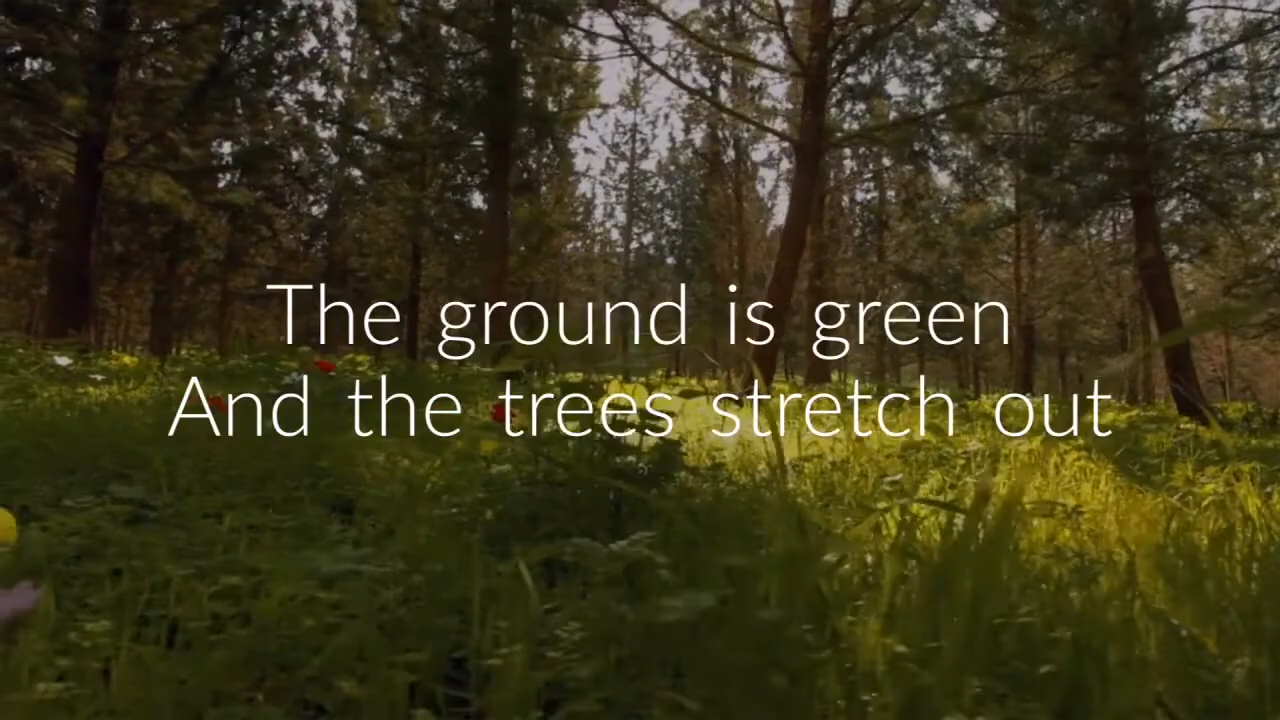 The ground is green
And the trees stretch out